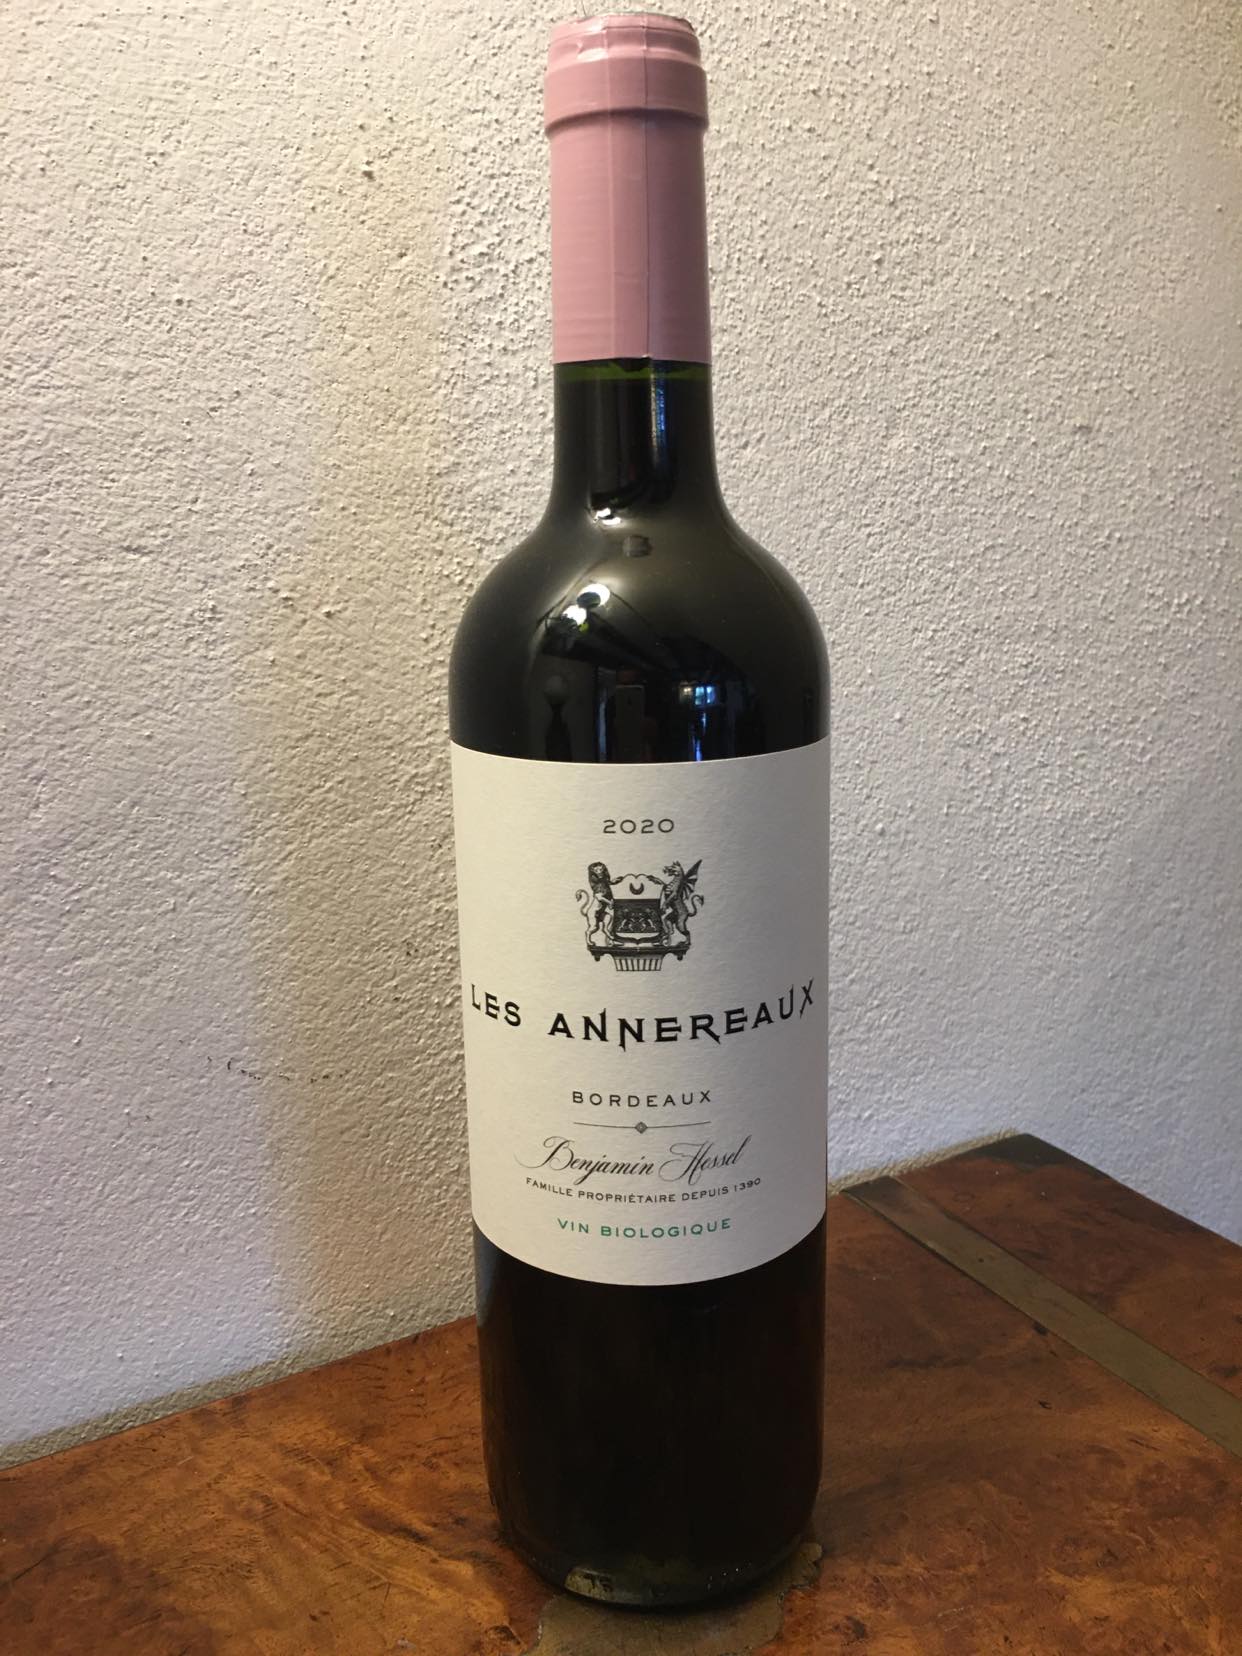 2020
LES ANNEREAUX
BORDEAUX
Benjamin Hessel
FAMILLE PROPRIÉTAIRE DEPUIS 1390
VIN BIOLOGIQUE